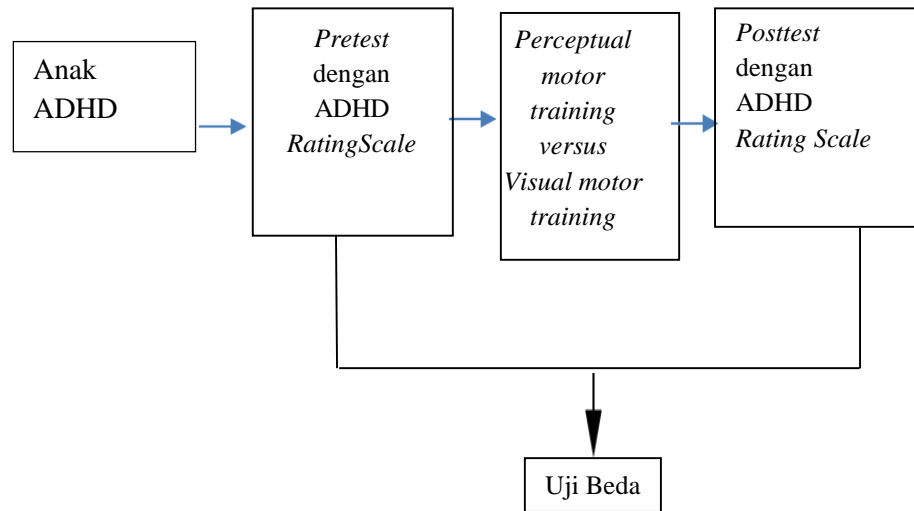 Anak
ADHD
Pretest
dengan
ADHD
RatingScale
Perceptual
motor
training
versus
Visual motor
training
Posttest
dengan
ADHD
Rating Scale
Uji Beda